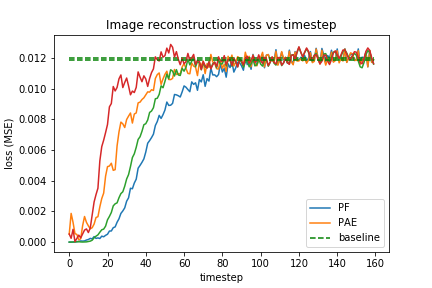 Image reconstruction loss vs timestep
loss (MSE)
0.012
0.010
0.008
0.006
0.004
0.002
0.000
PF
PAE
baseline
0 20 40 60 80 100 120 140 160
timestep